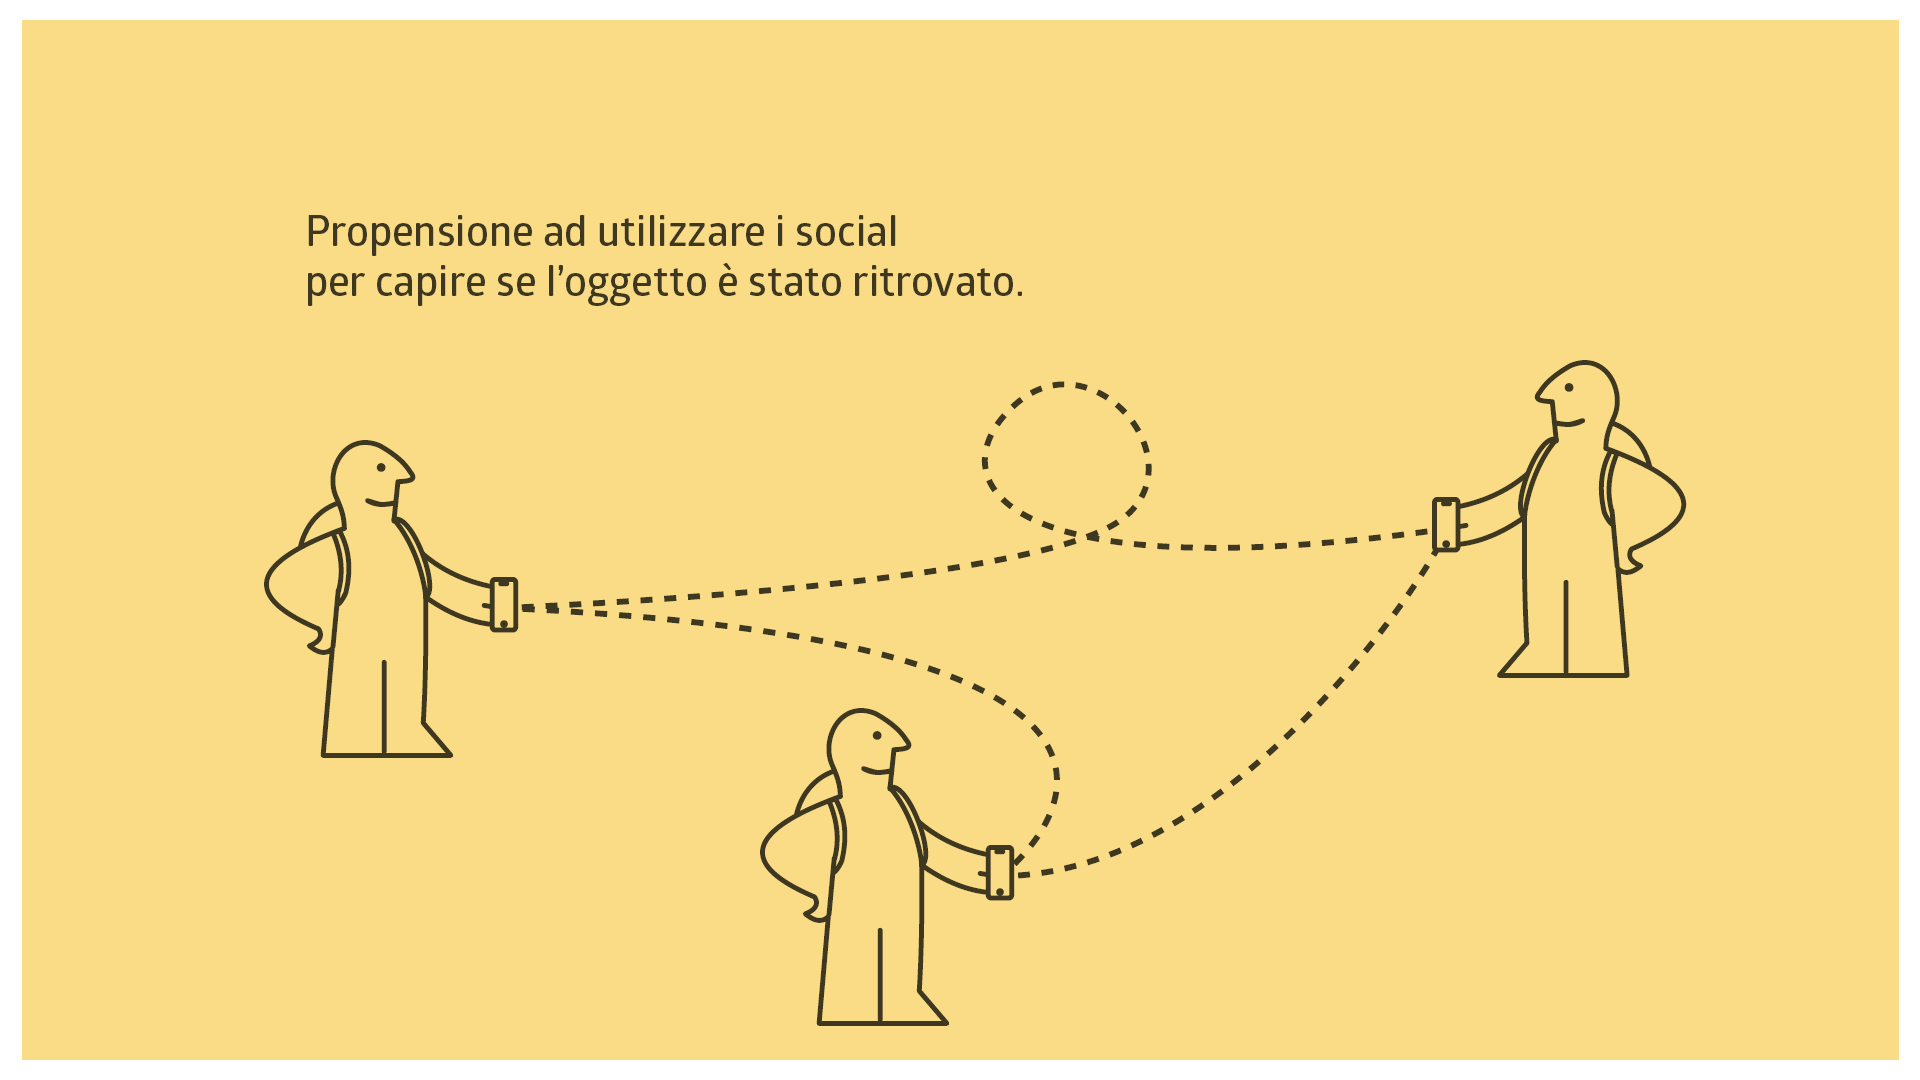 Propensione ad utilizzare i social
per capire se l’oggetto è stato ritrovato.